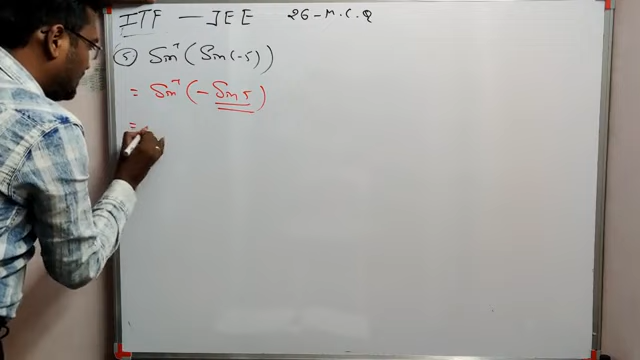 ITF — JEE 26 - M.C.Q
⑤ Sin⁻¹(Sin(-5))
= Sin⁻¹(- Sin 5)
=